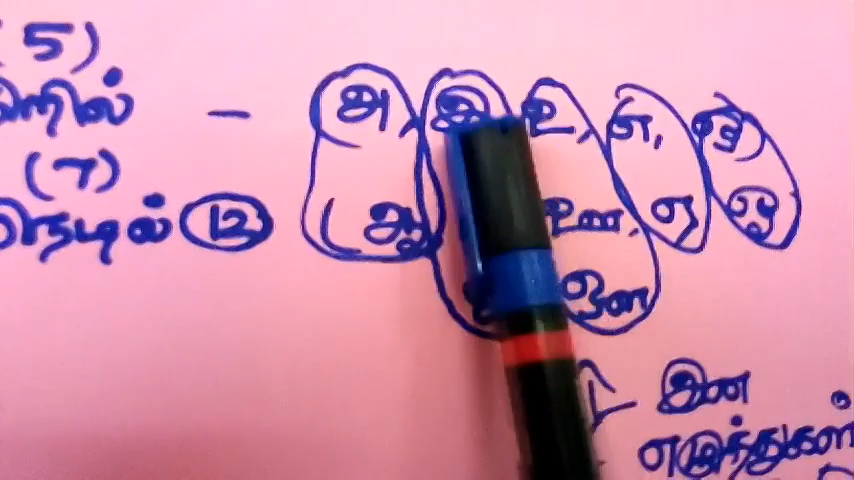 (5)
அ, இ உ, எ, ஒ)
(7)
நெடில் 12 (ஆ ஊ, ஏ ஓ
ஔ
இன
எழுத்துகள்